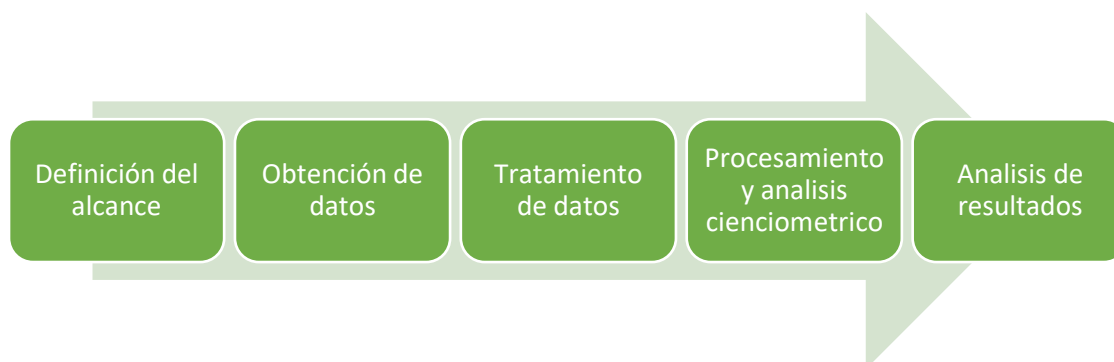 Definición del
alcance
Obtención de
datos
Tratamiento
de datos
Procesamiento
y analisis
cienciometrico
Analisis de
resultados